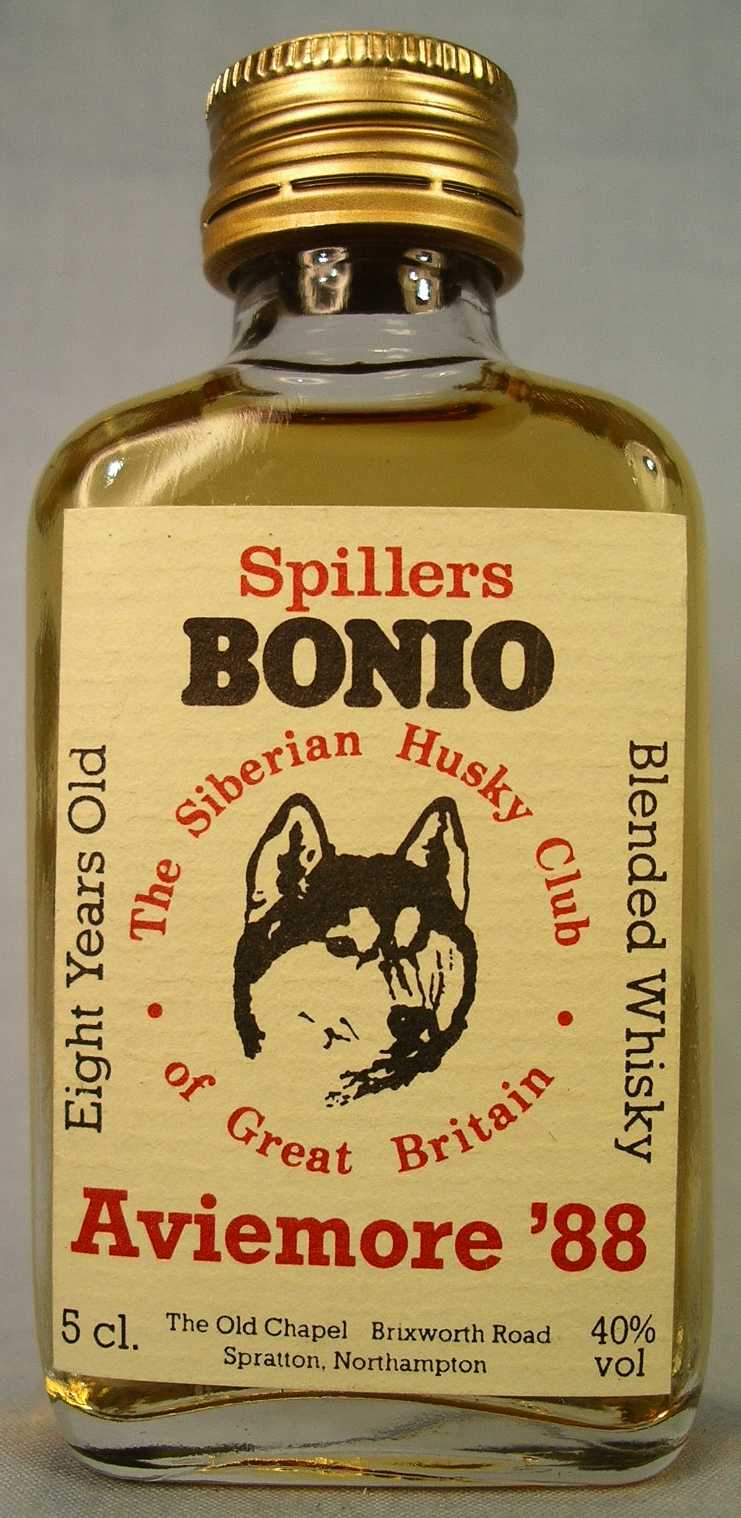 Spillers
BONIO
The Siberian Husky Club
• of Great Britain •
Eight Years Old
Blended Whisky
Aviemore '88
5 cl.
The Old Chapel Brixworth Road
Spratton, Northampton
40%
vol